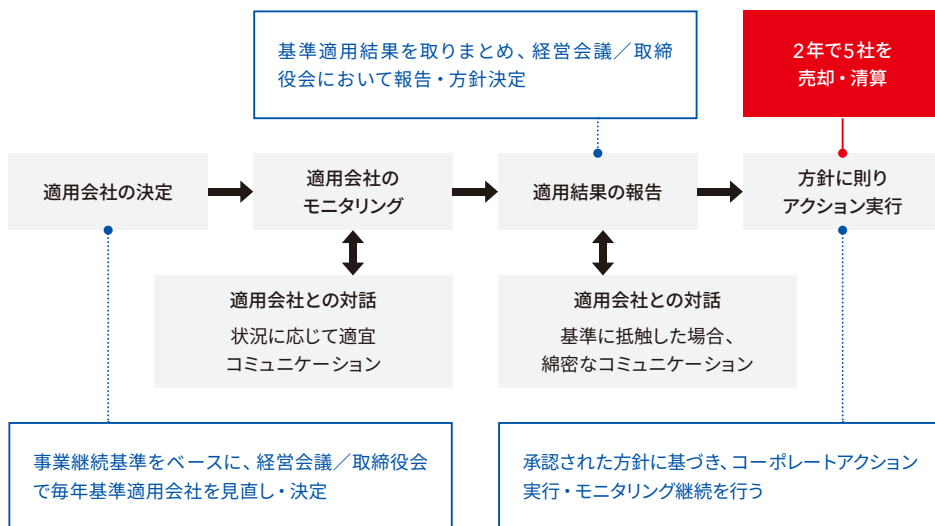 基準適用結果を取りまとめ、経営会議／取締
役会において報告・方針決定
2年で5社を
売却・清算
適用会社の決定
適用会社の
モニタリング
適用結果の報告
方針に則り
アクション実行
適用会社との対話
状況に応じて適宜
コミュニケーション
適用会社との対話
基準に抵触した場合、
綿密なコミュニケーション
事業継続基準をベースに、経営会議／取締役会
で毎年基準適用会社を見直し・決定
承認された方針に基づき、コーポレートアクション
実行・モニタリング継続を行う